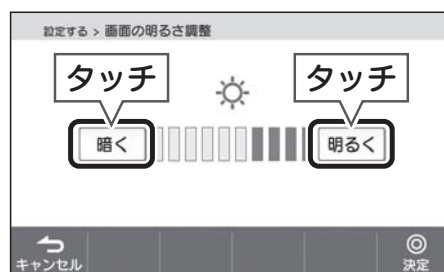 設定する > 画面の明るさ調整
タッチ
タッチ
暗く
明るく
キャンセル
決定